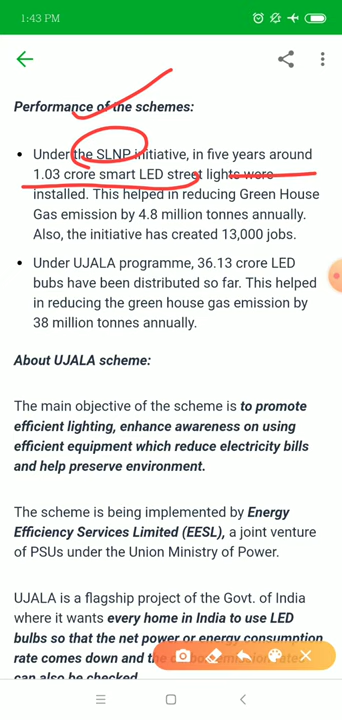 1:43 PM
Performance of the schemes:
• Under the SLNP initiative, in five years around
1.03 crore smart LED street lights were
installed. This helped in reducing Green House
Gas emission by 4.8 million tonnes annually.
Also, the initiative has created 13,000 jobs.
• Under UJALA programme, 36.13 crore LED
bubs have been distributed so far. This helped
in reducing the green house gas emission by
38 million tonnes annually.
About UJALA scheme:
The main objective of the scheme is to promote
efficient lighting, enhance awareness on using
efficient equipment which reduce electricity bills
and help preserve environment.
The scheme is being implemented by Energy
Efficiency Services Limited (EESL), a joint venture
of PSUs under the Union Ministry of Power.
UJALA is a flagship project of the Govt. of India
where it wants every home in India to use LED
bulbs so that the net power or energy consumption
rate comes down and the
can also be checked.